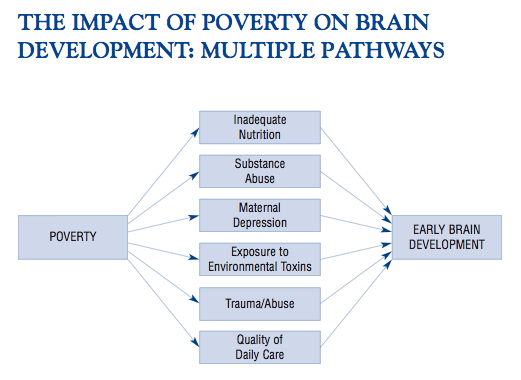 THE IMPACT OF POVERTY ON BRAIN
DEVELOPMENT: MULTIPLE PATHWAYS
Inadequate
Nutrition
Substance
Abuse
Maternal
Depression
POVERTY
EARLY BRAIN
DEVELOPMENT
Exposure to
Environmental Toxins
Trauma/Abuse
Quality of
Daily Care